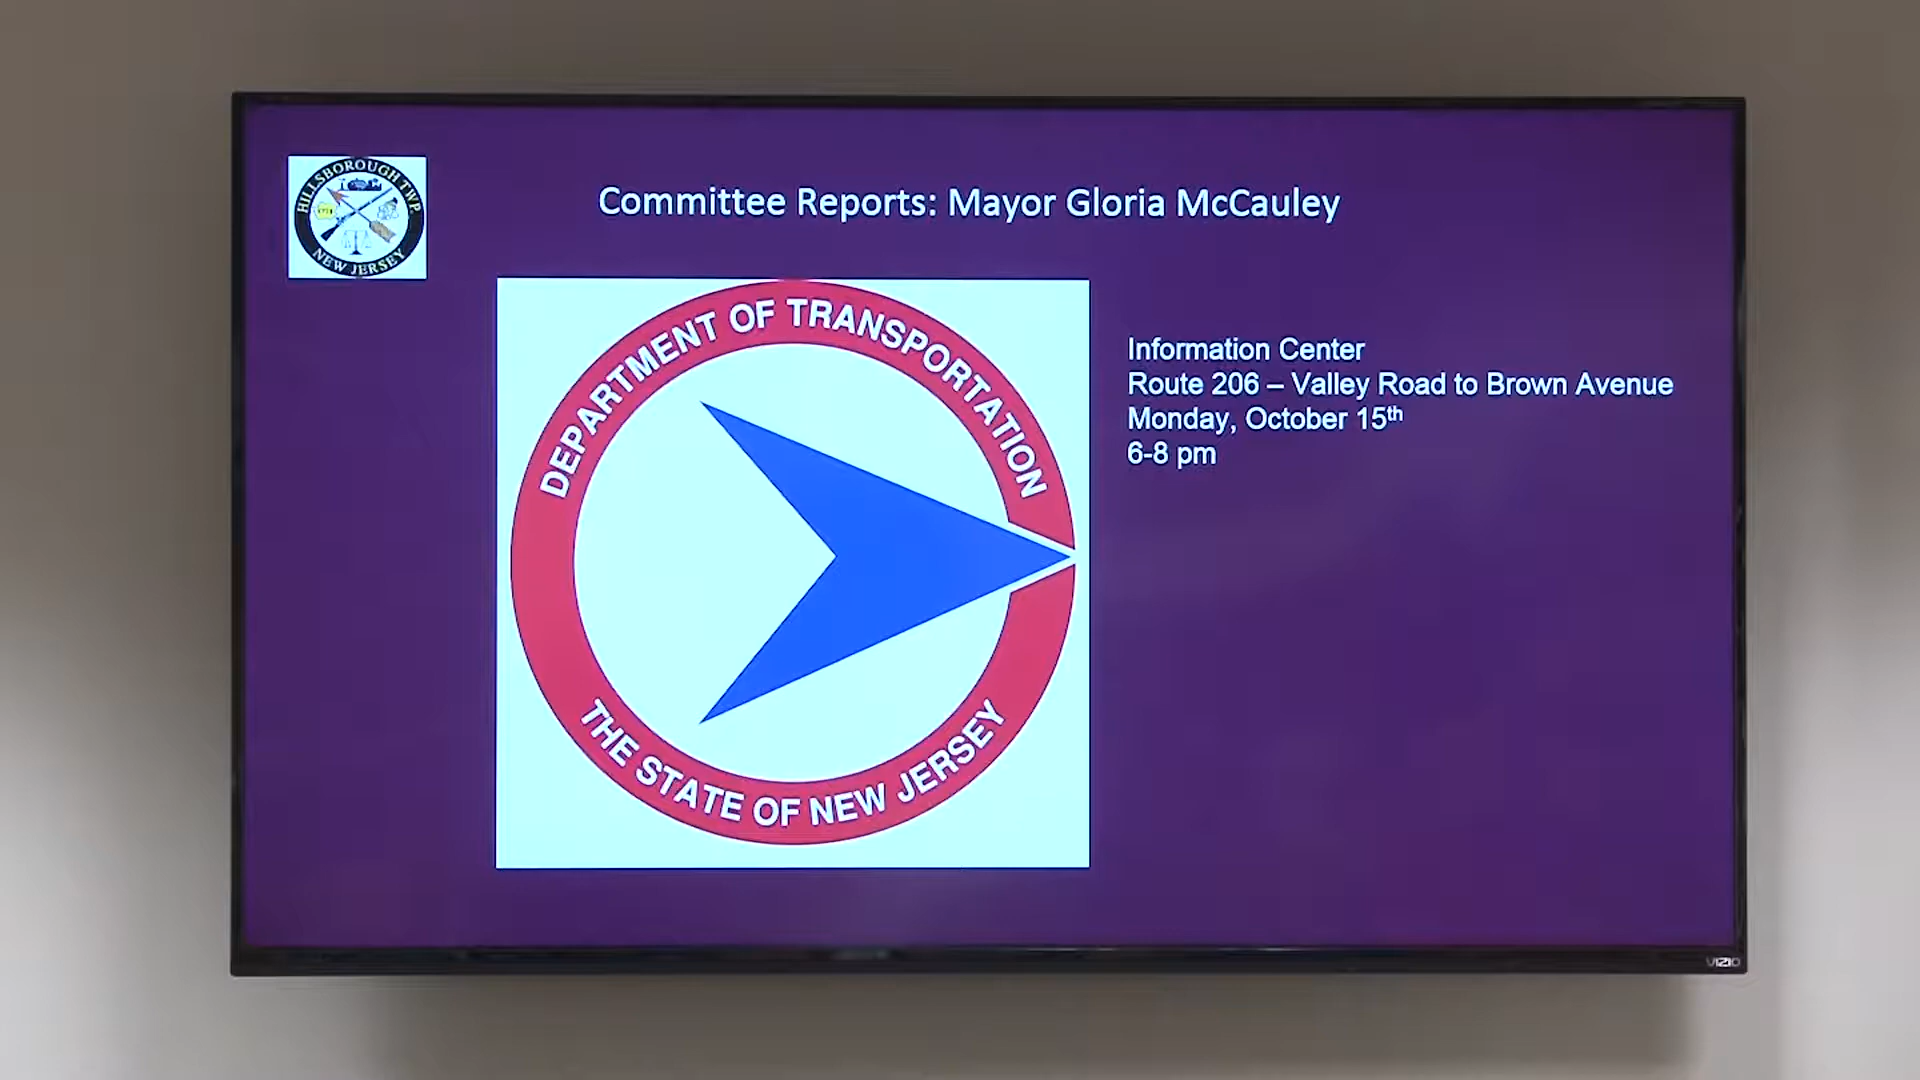 HILLSBOROUGH TWP.
NEW JERSEY
Committee Reports: Mayor Gloria McCauley
DEPARTMENT OF TRANSPORTATION
THE STATE OF NEW JERSEY
Information Center
Route 206 – Valley Road to Brown Avenue
Monday, October 15th
6-8 pm
VIZIO